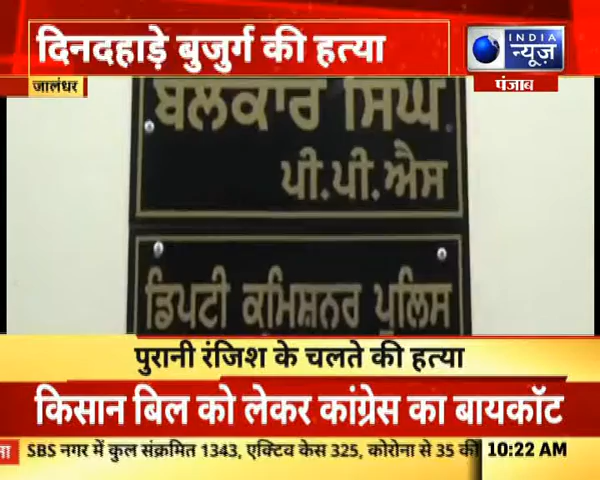 दिनदहाड़े बुजुर्ग की हत्या
INDIA
न्यूज़
जालंधर
पंजाब
ਬਲਕਾਰ ਸਿੰਘ
ਪੀ.ਪੀ.ਐਸ
ਡਿਪਟੀ ਕਮਿਸ਼ਨਰ ਪੁਲਿਸ
पुरानी रंजिश के चलते की हत्या
किसान बिल को लेकर कांग्रेस का बायकॉट
SBS नगर में कुल संक्रमित 1343, एक्टिव केस 325, कोरोना से 35 की
10:22 AM